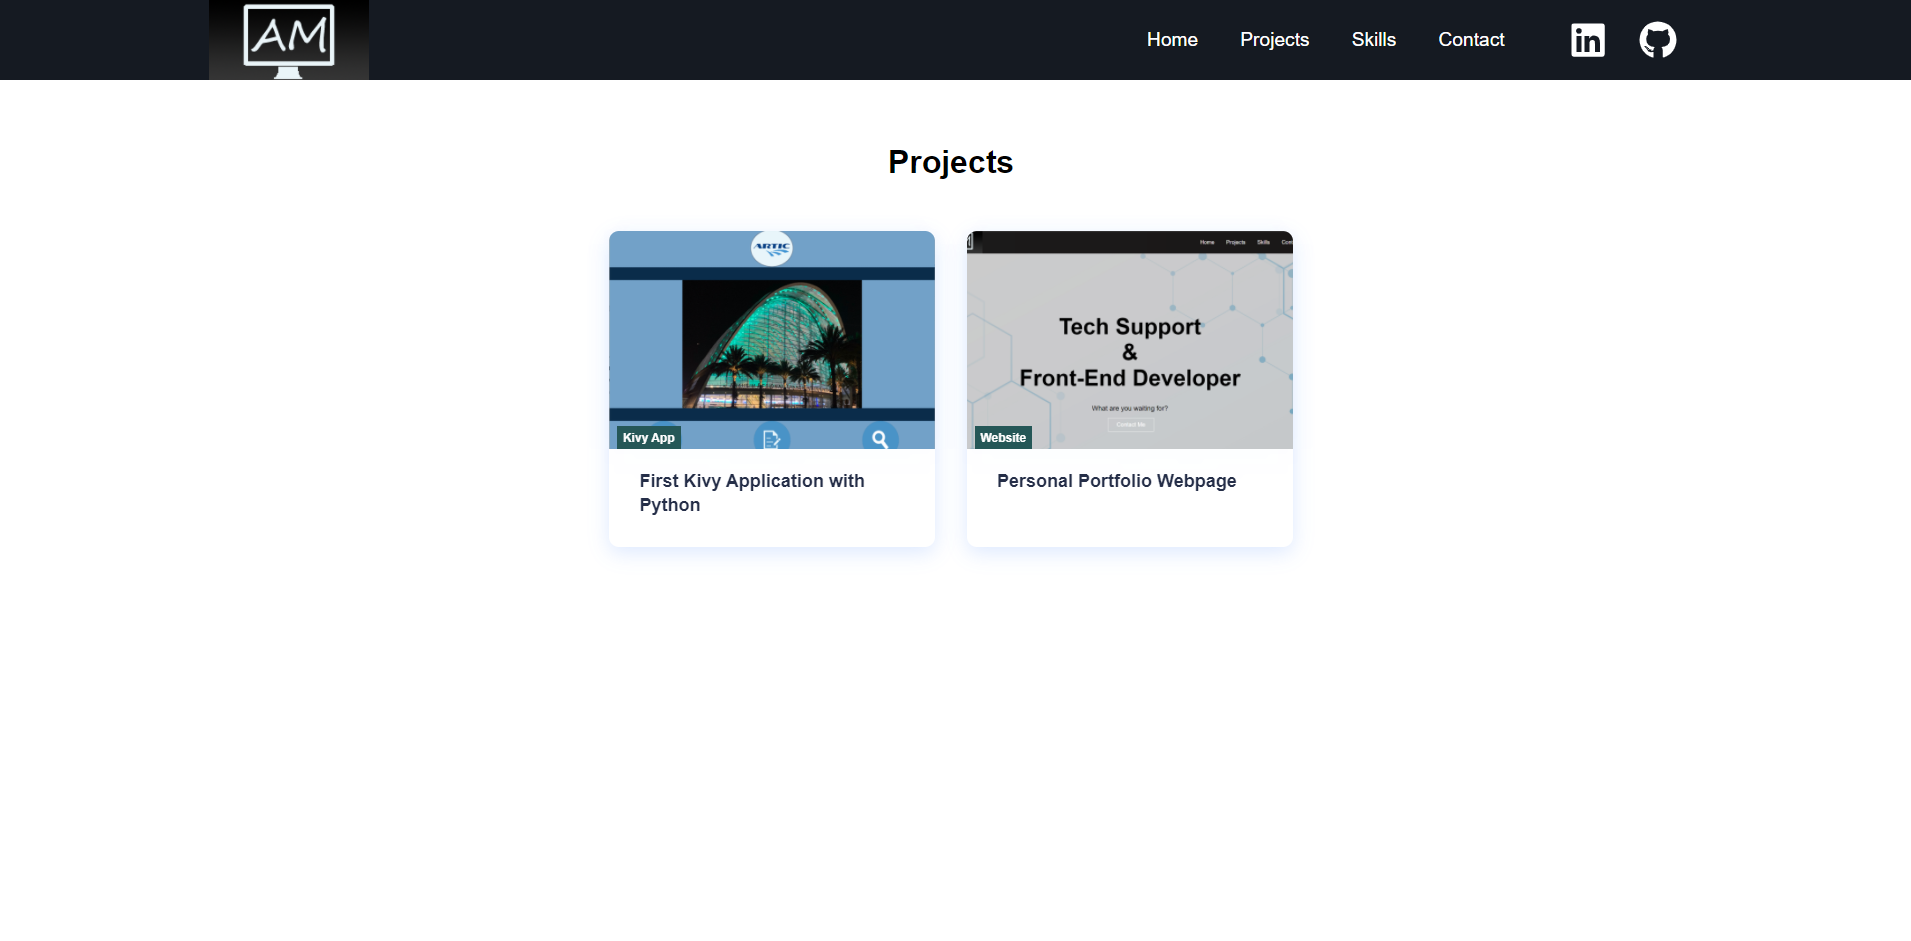 AM
Home Projects Skills Contact
in
Projects
ARTIC
Kivy App
First Kivy Application with
Python
Home Projects Skills
Tech Support
&
Front-End Developer
What are you waiting for?
Contact Me
Website
Personal Portfolio Webpage